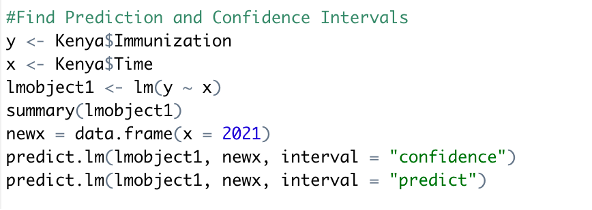 #Find Prediction and Confidence Intervals
y <- Kenya$Immunization
x <- Kenya$Time
lmobject1 <- lm(y ~ x)
summary(lmobject1)
newx = data.frame(x = 2021)
predict.lm(lmobject1, newx, interval = "confidence")
predict.lm(lmobject1, newx, interval = "predict")